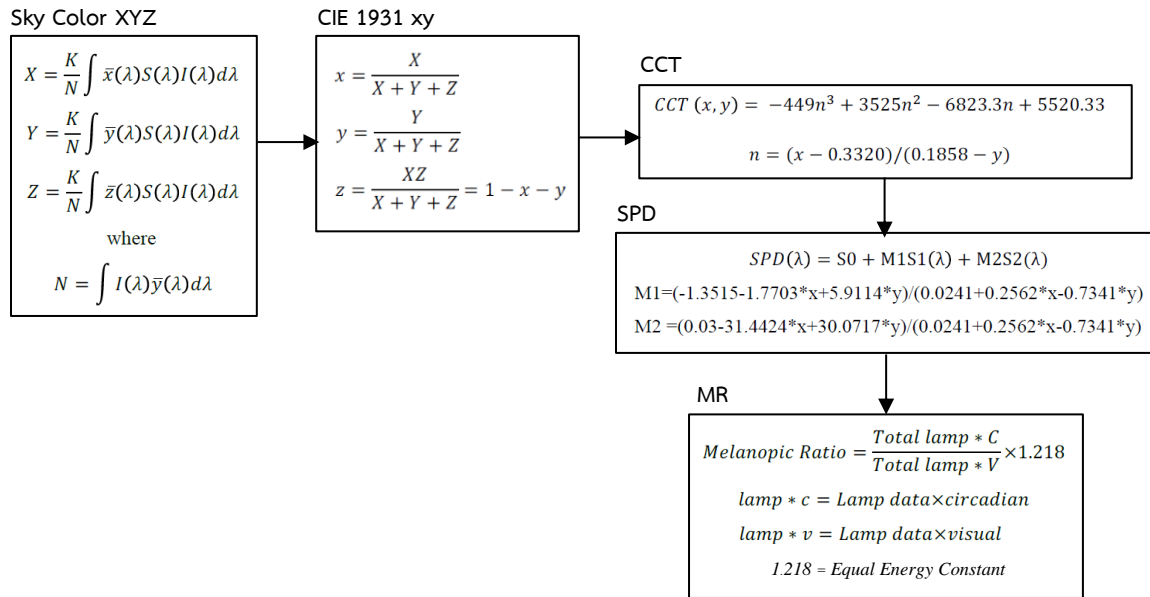 Sky Color XYZ
X = K/N ∫ x̄(λ)S(λ)I(λ)dλ
Y = K/N ∫ ȳ(λ)S(λ)I(λ)dλ
Z = K/N ∫ z̄(λ)S(λ)I(λ)dλ
where
N = ∫ I(λ)ȳ(λ)dλ
CIE 1931 xy
x = X/(X + Y + Z)
y = Y/(X + Y + Z)
z = XZ/(X + Y + Z) = 1 − x − y
CCT
CCT (x, y) = −449n³ + 3525n² − 6823.3n + 5520.33
n = (x − 0.3320)/(0.1858 − y)
SPD
SPD(λ) = S0 + M1S1(λ) + M2S2(λ)
M1=(-1.3515-1.7703*x+5.9114*y)/(0.0241+0.2562*x-0.7341*y)
M2 =(0.03-31.4424*x+30.0717*y)/(0.0241+0.2562*x-0.7341*y)
MR
Melanopic Ratio = Total lamp ∗ C/Total lamp ∗ V ×1.218
lamp ∗ c = Lamp data×circadian
lamp ∗ v = Lamp data×visual
1.218 = Equal Energy Constant